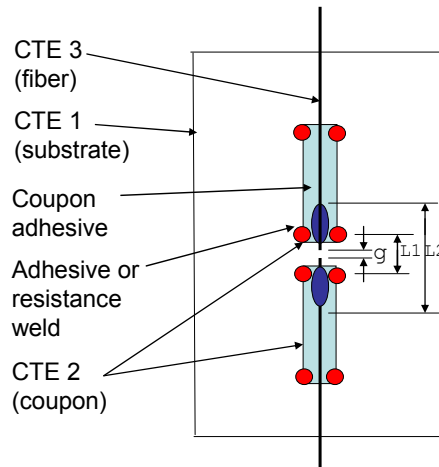 CTE 3
(fiber)
CTE 1
(substrate)
Coupon
adhesive
Adhesive or
resistance
weld
CTE 2
(coupon)
g
L1
L2